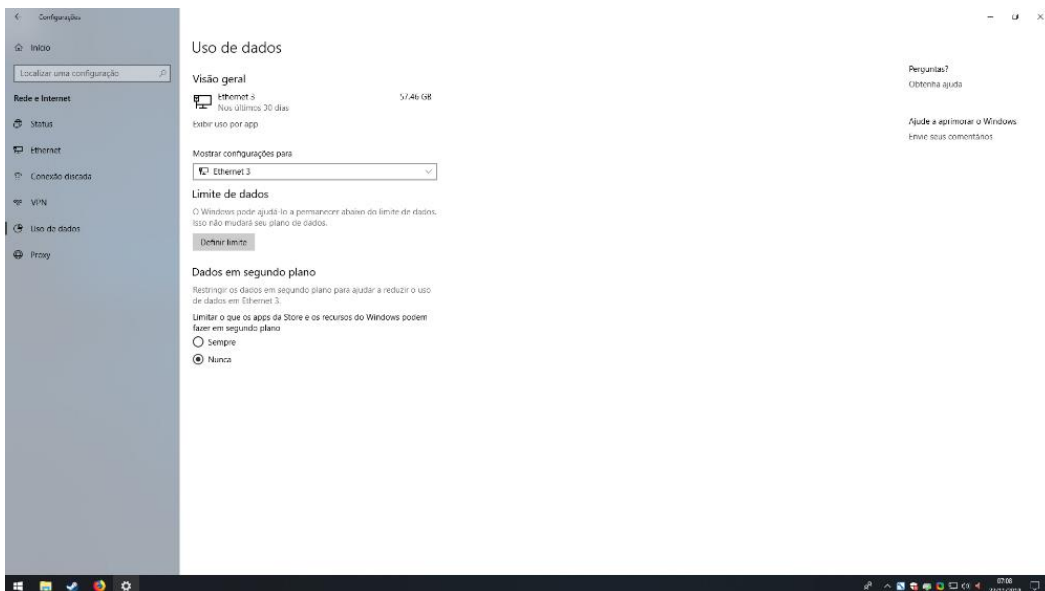 Configurações
Início
Localizar uma configuração
Rede e Internet
Status
Ethernet
Conexão discada
VPN
Uso de dados
Proxy
Uso de dados
Visão geral
Ethernet 3
57.46 GB
Nos últimos 30 dias
Exibir uso por app
Mostrar configurações para
Ethernet 3
Limite de dados
O Windows pode ajudá-lo a permanecer abaixo do limite de dados.
Isso não mudará seu plano de dados.
Definir limite
Dados em segundo plano
Restringir os dados em segundo plano para ajudar a reduzir o uso
de dados em Ethernet 3.
Limitar o que os apps da Store e os recursos do Windows podem
fazer em segundo plano
Sempre
Nunca
Perguntas?
Obtenha ajuda
Ajude a aprimorar o Windows
Envie seus comentários
07:08